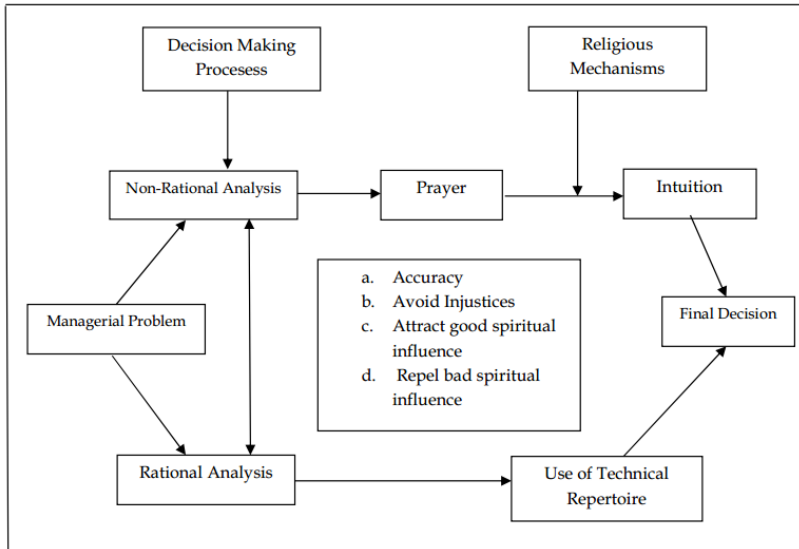 Decision Making
Procesess
Religious
Mechanisms
Non-Rational Analysis
Prayer
Intuition
a. Accuracy
b. Avoid Injustices
c. Attract good spiritual
influence
d. Repel bad spiritual
influence
Managerial Problem
Final Decision
Rational Analysis
Use of Technical
Repertoire